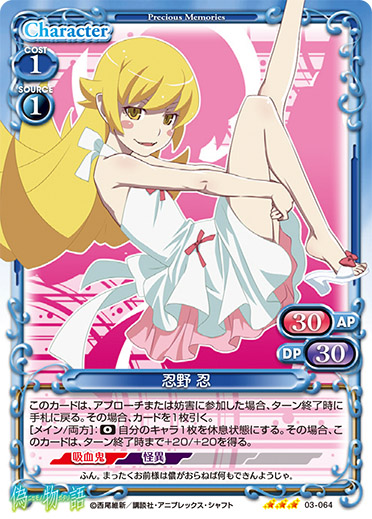 Precious Memories
Character
COST
1
SOURCE
1
30 AP
DP 30
忍野 忍
このカードは、アプローチまたは妨害に参加した場合、ターン終了時に
手札に戻る。その場合、カードを1枚引く。
[メイン/両方]:自分のキャラ1枚を休息状態にする。その場合、こ
のカードは、ターン終了時まで+20/+20を得る。
吸血鬼 怪異
ふん、まったくお前様は儂がおらねば何もできんようじゃ。
偽物語
©西尾維新/講談社・アニプレックス・シャフト
03-064